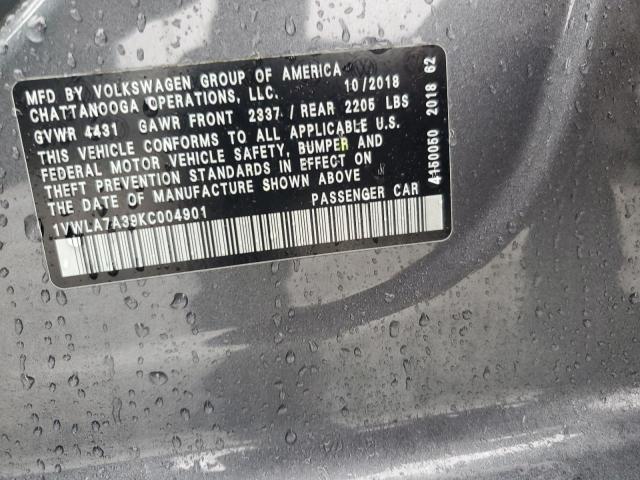 MFD BY VOLKSWAGEN GROUP OF AMERICA
CHATTANOOGA OPERATIONS, LLC. 10/2018
GVWR 4431 GAWR FRONT 2337 / REAR 2205 LBS
THIS VEHICLE CONFORMS TO ALL APPLICABLE U.S.
FEDERAL MOTOR VEHICLE SAFETY, BUMPER AND
THEFT PREVENTION STANDARDS IN EFFECT ON
THE DATE OF MANUFACTURE SHOWN ABOVE
1VWLA7A39KC004901 PASSENGER CAR
4150050 2018 62